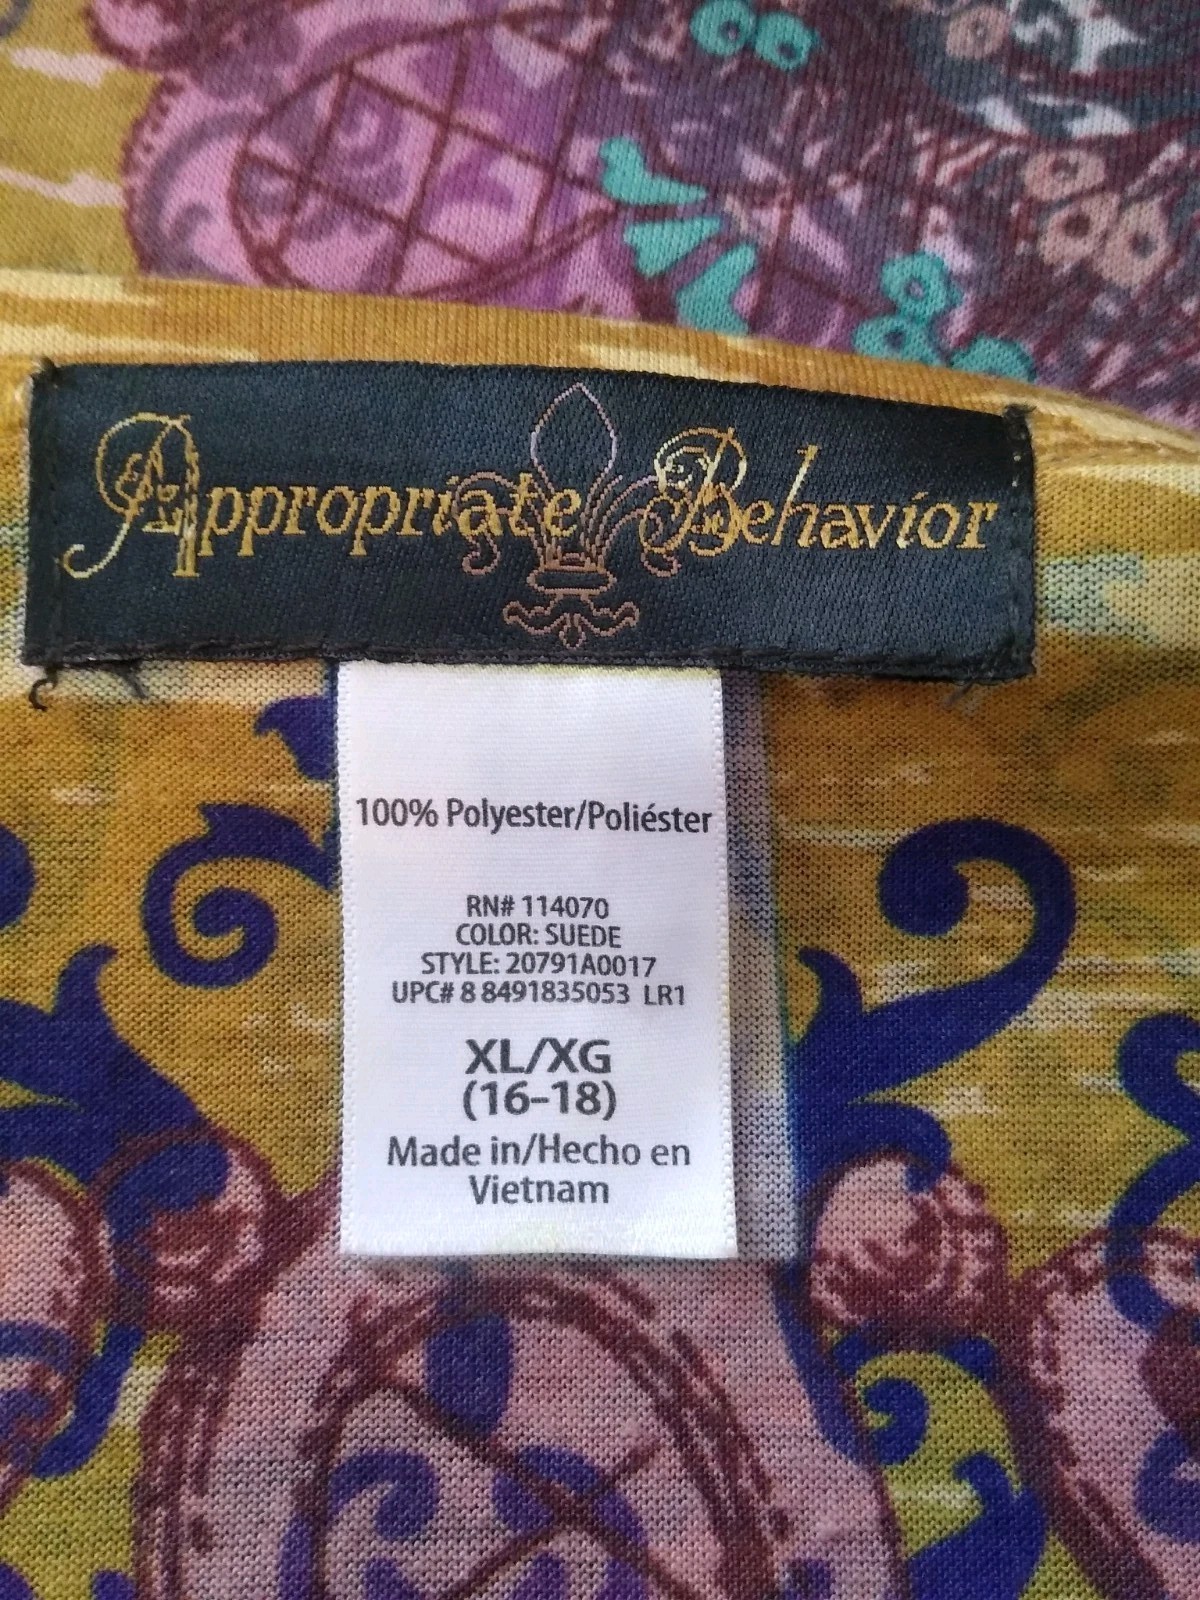 Appropriate Behavior
100% Polyester/Poliéster
RN# 114070
COLOR: SUEDE
STYLE: 20791A0017
UPC# 8 8491835053 LR1
XL/XG
(16-18)
Made in/Hecho en
Vietnam